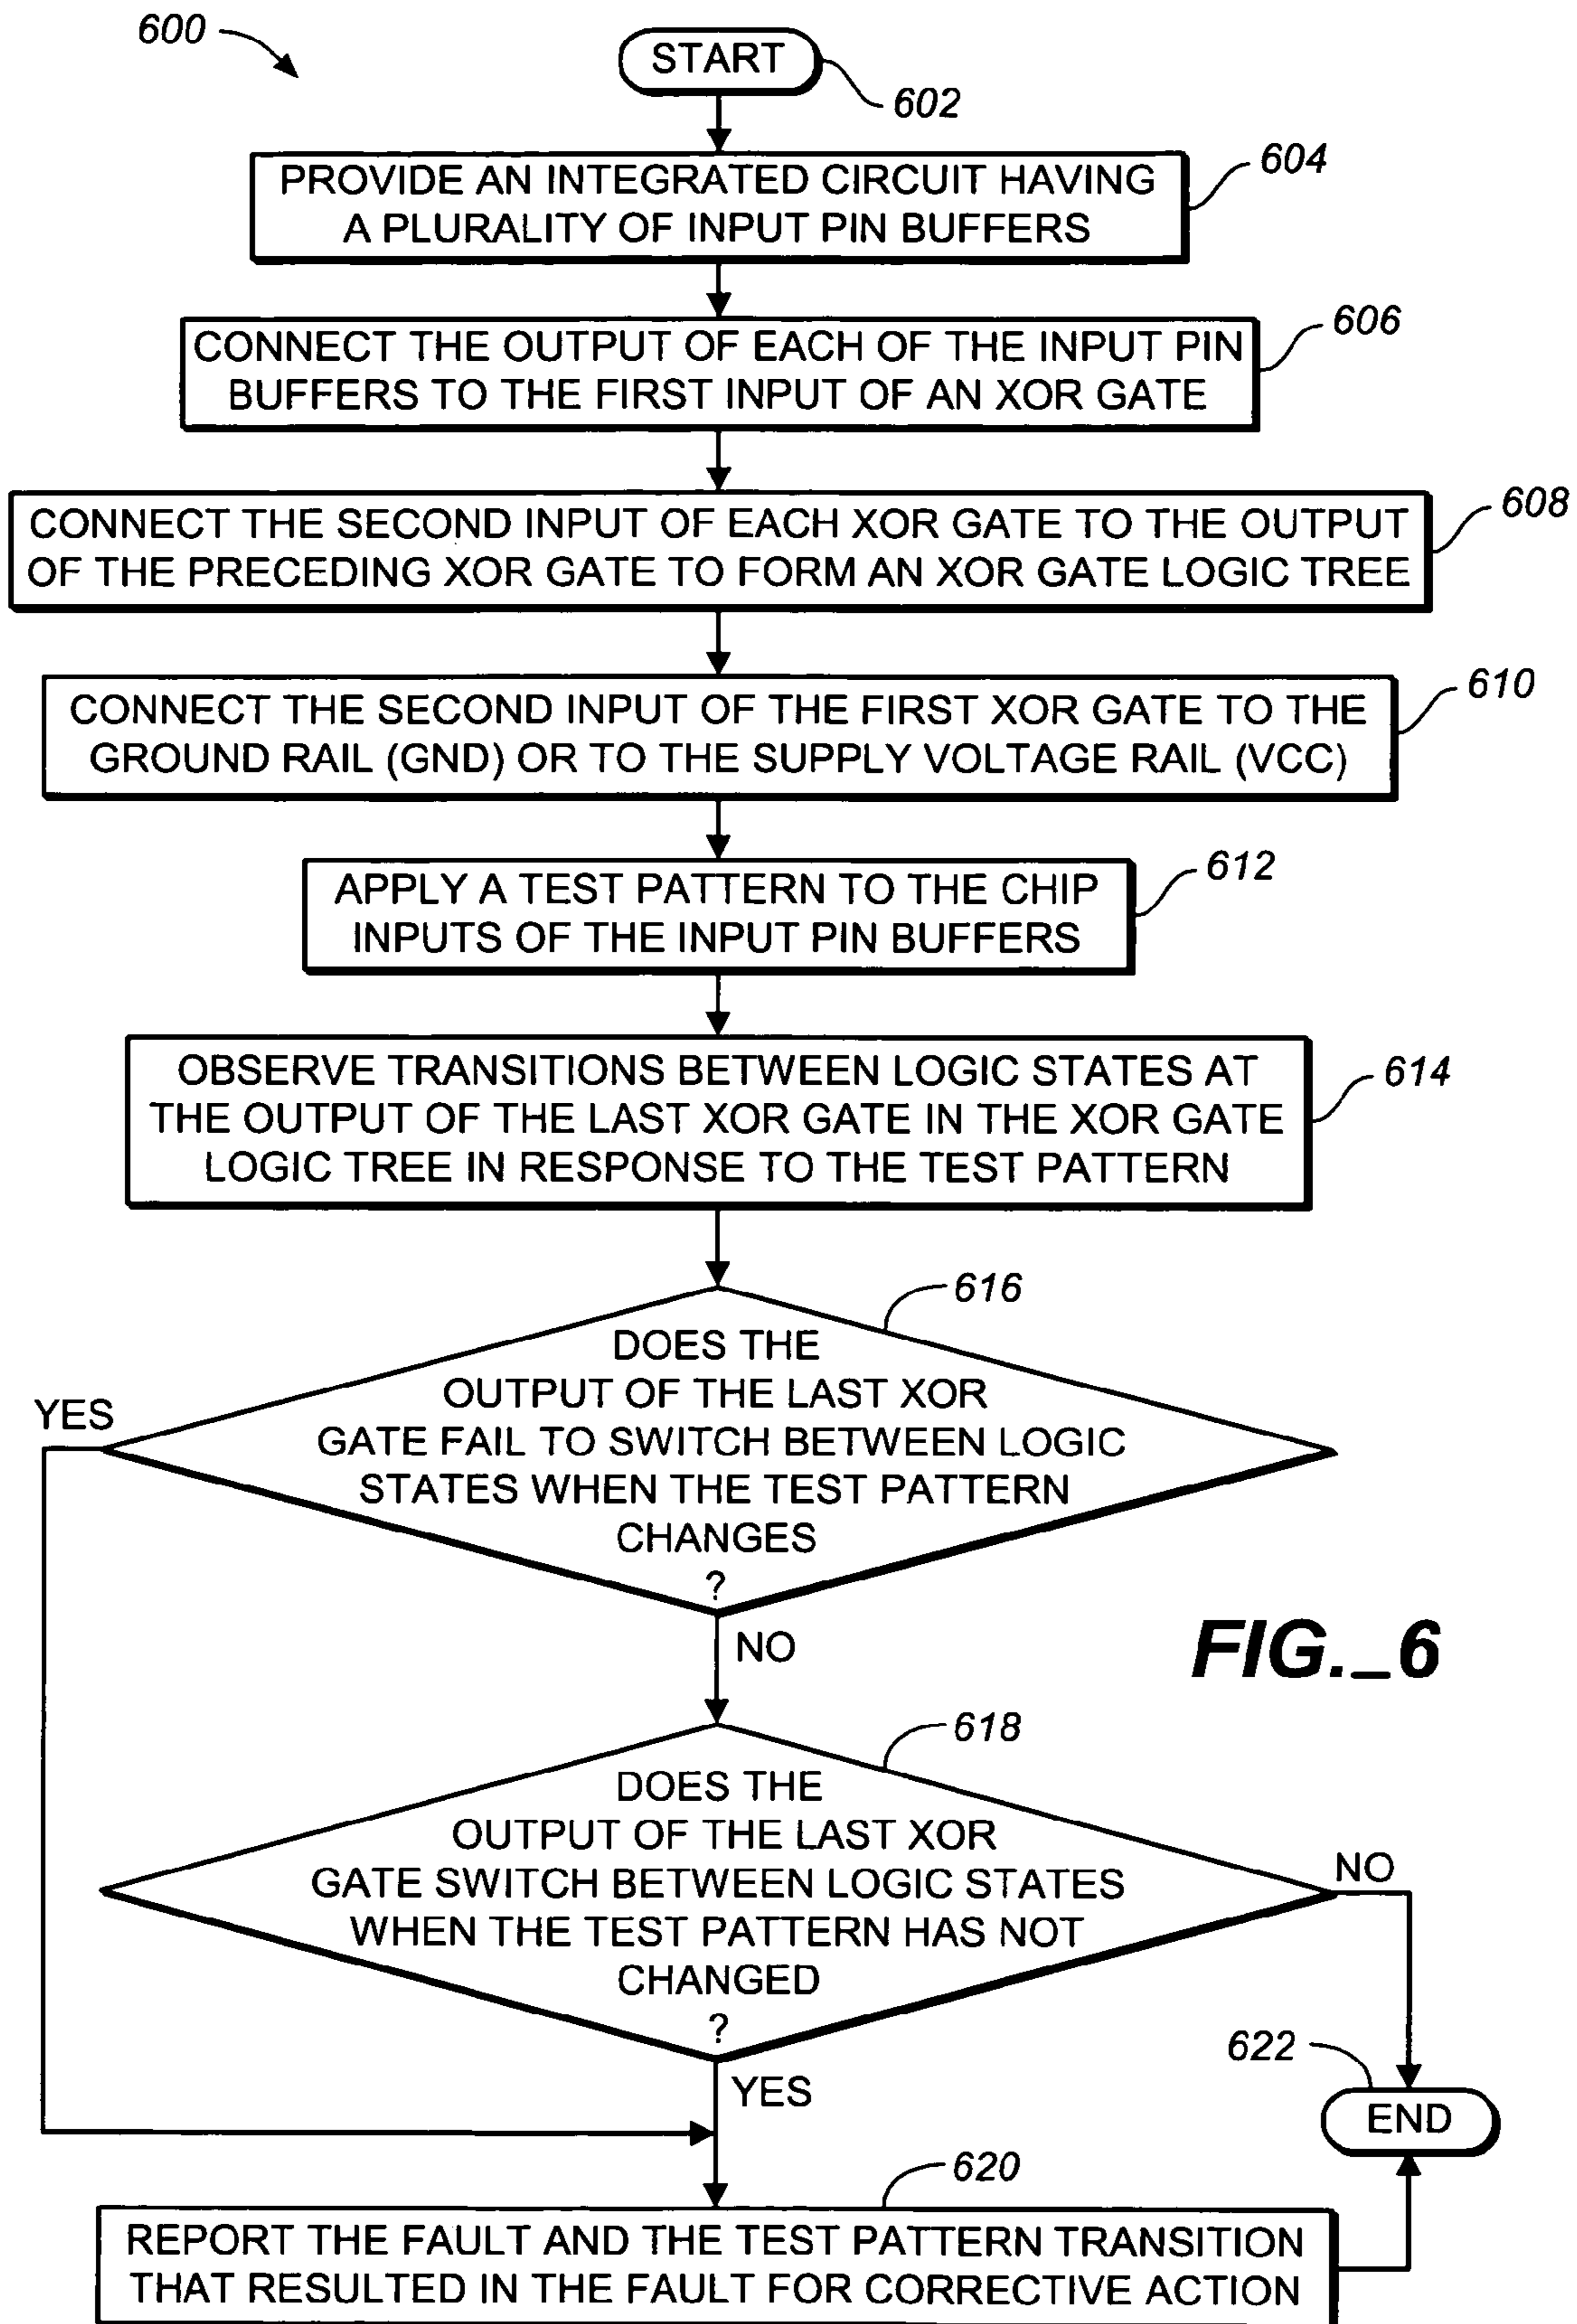 600
START
602
PROVIDE AN INTEGRATED CIRCUIT HAVING
A PLURALITY OF INPUT PIN BUFFERS
604
CONNECT THE OUTPUT OF EACH OF THE INPUT PIN
BUFFERS TO THE FIRST INPUT OF AN XOR GATE
606
CONNECT THE SECOND INPUT OF EACH XOR GATE TO THE OUTPUT
OF THE PRECEDING XOR GATE TO FORM AN XOR GATE LOGIC TREE
608
CONNECT THE SECOND INPUT OF THE FIRST XOR GATE TO THE
GROUND RAIL (GND) OR TO THE SUPPLY VOLTAGE RAIL (VCC)
610
APPLY A TEST PATTERN TO THE CHIP
INPUTS OF THE INPUT PIN BUFFERS
612
OBSERVE TRANSITIONS BETWEEN LOGIC STATES AT
THE OUTPUT OF THE LAST XOR GATE IN THE XOR GATE
LOGIC TREE IN RESPONSE TO THE TEST PATTERN
614
616
DOES THE
OUTPUT OF THE LAST XOR
GATE FAIL TO SWITCH BETWEEN LOGIC
STATES WHEN THE TEST PATTERN
CHANGES
?
YES
NO
FIG._6
618
DOES THE
OUTPUT OF THE LAST XOR
GATE SWITCH BETWEEN LOGIC STATES
WHEN THE TEST PATTERN HAS NOT
CHANGED
?
NO
YES
622
END
620
REPORT THE FAULT AND THE TEST PATTERN TRANSITION
THAT RESULTED IN THE FAULT FOR CORRECTIVE ACTION